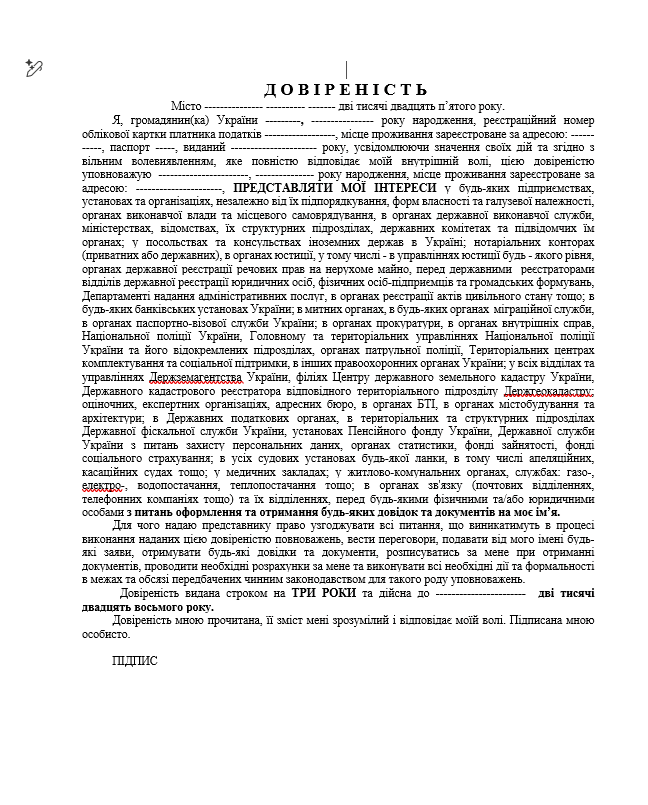 Д О В І Р Е Н І С Т Ь
Місто --------------- ---------- ------- дві тисячі двадцять п’ятого року.
Я, громадянин(ка) України ---------, ---------------- року народження, реєстраційний номер
облікової картки платника податків ------------------, місце проживання зареєстроване за адресою: ------
-----, паспорт -----, виданий ---------------------- року, усвідомлюючи значення своїх дій та згідно з
вільним волевиявленням, яке повністю відповідає моїй внутрішній волі, цією довіреністю
уповноважую -----------------------, --------------- року народження, місце проживання зареєстроване за
адресою: ----------------------, ПРЕДСТАВЛЯТИ МОЇ ІНТЕРЕСИ у будь-яких підприємствах,
установах та організаціях, незалежно від їх підпорядкування, форм власності та галузевої належності,
органах виконавчої влади та місцевого самоврядування, в органах державної виконавчої служби,
міністерствах, відомствах, їх структурних підрозділах, державних комітетах та підвідомчих їм
органах; у посольствах та консульствах іноземних держав в Україні; нотаріальних конторах
(приватних або державних), в органах юстиції, у тому числі - в управліннях юстиції будь - якого рівня,
органах державної реєстрації речових прав на нерухоме майно, перед державними реєстраторами
відділів державної реєстрації юридичних осіб, фізичних осіб-підприємців та громадських формувань,
Департаменті надання адміністративних послуг, в органах реєстрації актів цивільного стану тощо; в
будь-яких банківських установах України; в митних органах, в будь-яких органах міграційної служби,
в органах паспортно-візової служби України; в органах прокуратури, в органах внутрішніх справ,
Національної поліції України, Головному та територіальних управліннях Національної поліції
України та його відокремлених підрозділах, органах патрульної поліції, Територіальних центрах
комплектування та соціальної підтримки, в інших правоохоронних органах України; у всіх відділах та
управліннях Держземагентства України, філіях Центру державного земельного кадастру України,
Державного кадастрового реєстратора відповідного територіального підрозділу Держгеокадастру;
оціночних, експертних організаціях, адресних бюро, в органах БТІ, в органах містобудування та
архітектури; в Державних податкових органах, в територіальних та структурних підрозділах
Державної фіскальної служби України, установах Пенсійного фонду України, Державної служби
України з питань захисту персональних даних, органах статистики, фонді зайнятості, фонді
соціального страхування; в усіх судових установах будь-якої ланки, в тому числі апеляційних,
касаційних судах тощо; у медичних закладах; у житлово-комунальних органах, службах: газо-,
електро-, водопостачання, теплопостачання тощо; в органах зв'язку (поштових відділеннях,
телефонних компаніях тощо) та їх відділеннях, перед будь-якими фізичними та/або юридичними
особами з питань оформлення та отримання будь-яких довідок та документів на моє ім’я.
Для чого надаю представнику право узгоджувати всі питання, що виникатимуть в процесі
виконання наданих цією довіреністю повноважень, вести переговори, подавати від мого імені будь-
які заяви, отримувати будь-які довідки та документи, розписуватись за мене при отриманні
документів, проводити необхідні розрахунки за мене та виконувати всі необхідні дії та формальності
в межах та обсязі передбачених чинним законодавством для такого роду уповноважень.
Довіреність видана строком на ТРИ РОКИ та дійсна до ----------------------- дві тисячі
двадцять восьмого року.
Довіреність мною прочитана, її зміст мені зрозумілий і відповідає моїй волі. Підписана мною
особисто.
ПІДПИС